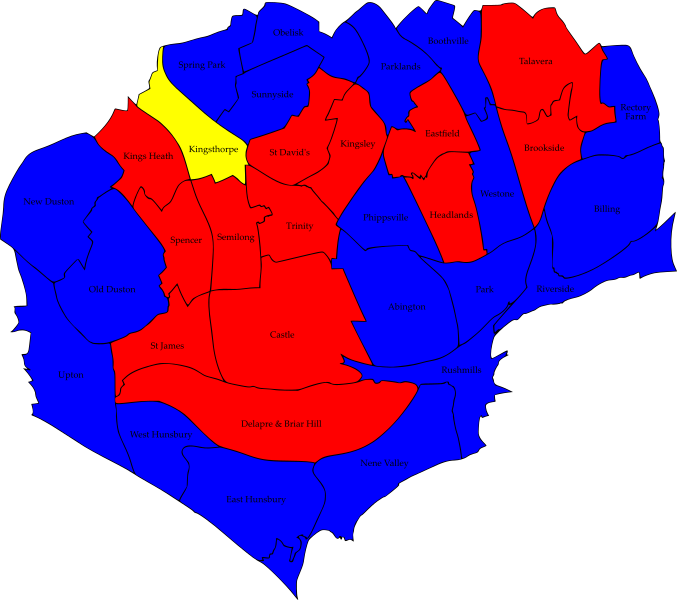 Obelisk
Boothville
Spring Park
Parklands
Talavera
Sunnyside
Rectory
Farm
Eastfield
Kingsthorpe
Kingsley
Brookside
St David's
Kings Heath
Westone
New Duston
Billing
Headlands
Phippsville
Trinity
Semilong
Spencer
Old Duston
Park
Riverside
Abington
Castle
St James
Rushmills
Upton
Delapre & Briar Hill
West Hunsbury
Nene Valley
East Hunsbury